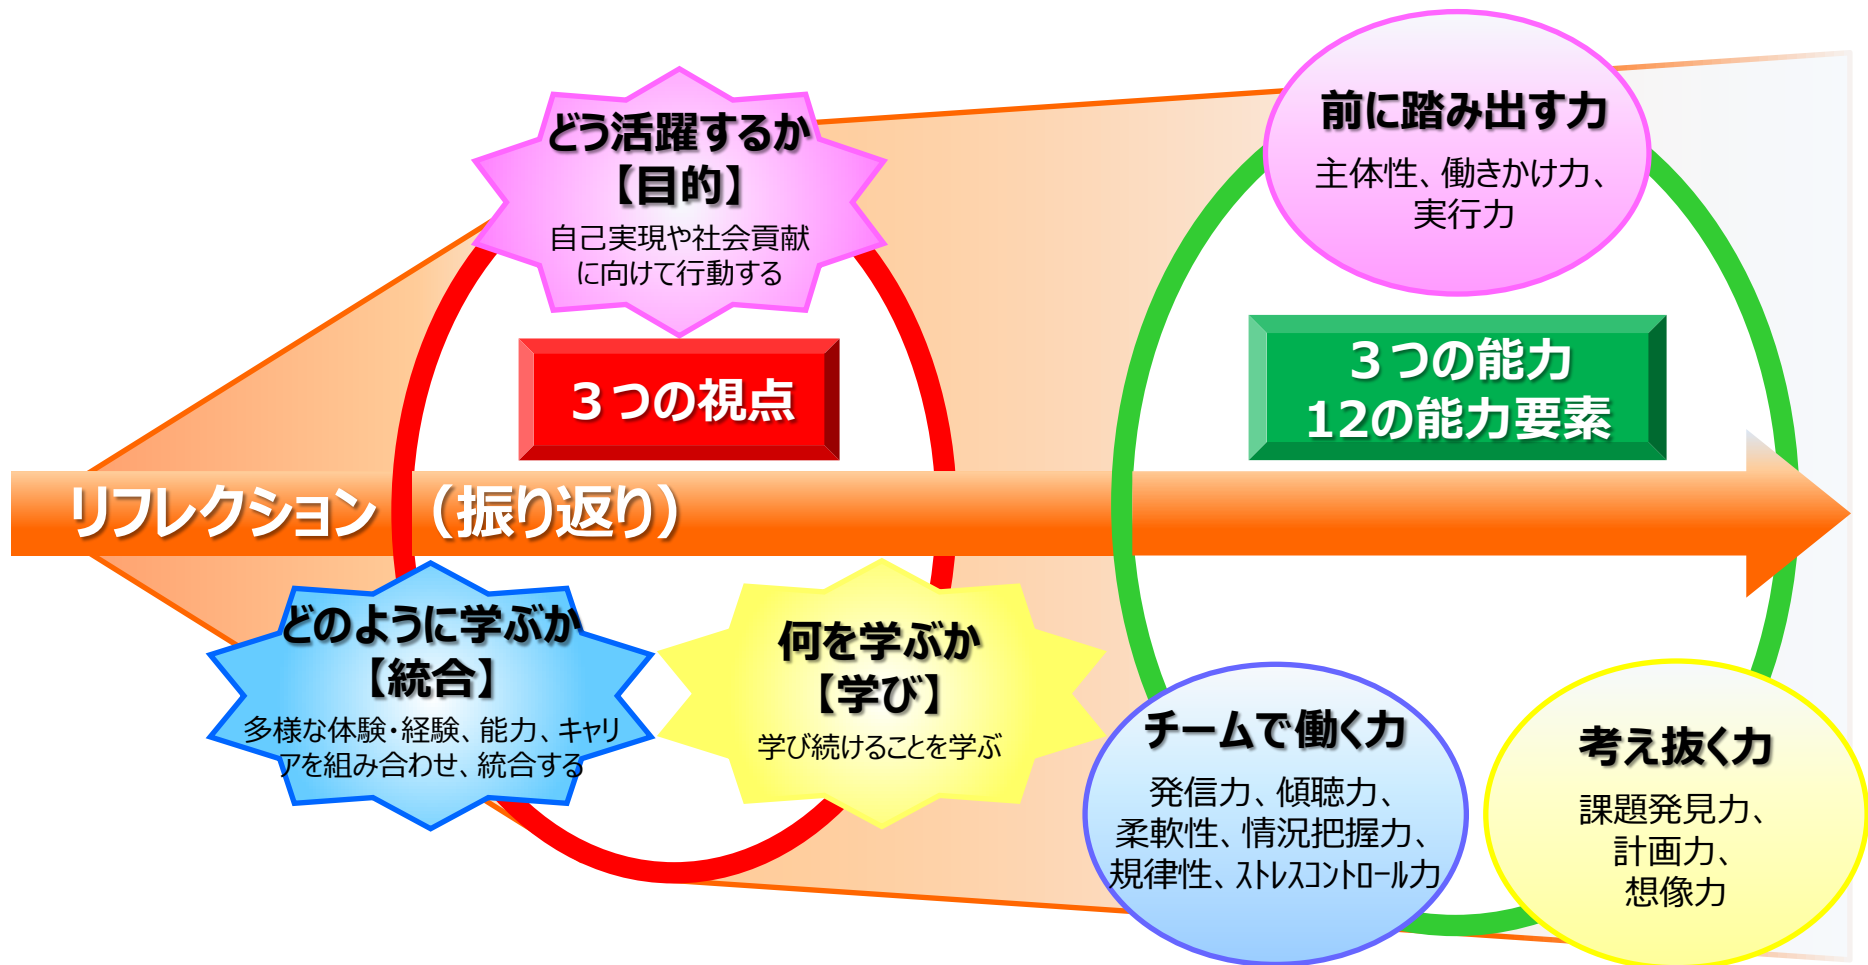 どう活躍するか
【目的】
自己実現や社会貢献
に向けて行動する
３つの視点
リフレクション （振り返り）
どのように学ぶか
【統合】
多様な体験・経験、能力、キャリ
アを組み合わせ、統合する
何を学ぶか
【学び】
学び続けることを学ぶ
前に踏み出す力
主体性、働きかけ力、
実行力
３つの能力
12の能力要素
チームで働く力
発信力、傾聴力、
柔軟性、情況把握力、
規律性、ｽﾄﾚｽｺﾝﾄﾛｰﾙ力
考え抜く力
課題発見力、
計画力、
想像力